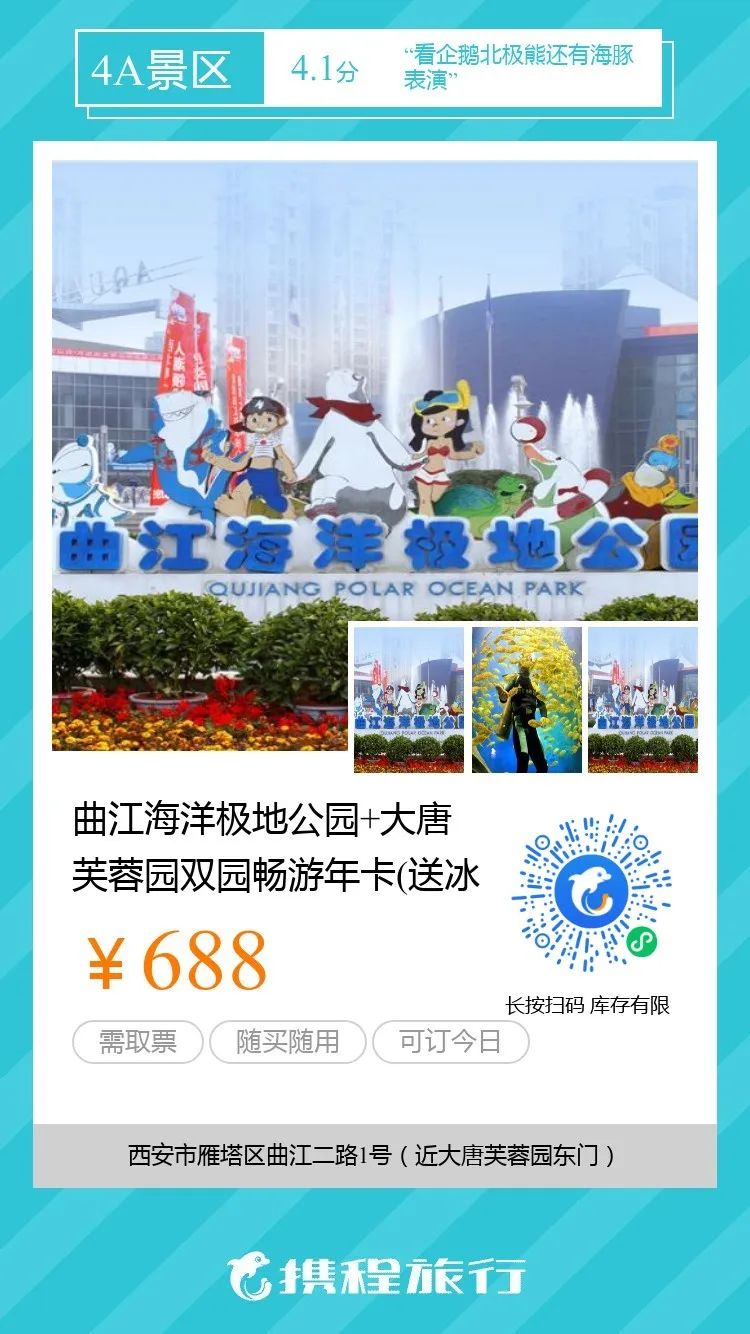 4A景区
4.1分
“看企鹅北极熊还有海豚
表演”
曲江海洋极地公园
QUJIANG POLAR OCEAN PARK
曲江海洋极地公园+大唐
芙蓉园双园畅游年卡(送冰
￥688
长按扫码 库存有限
需取票
随买随用
可订今日
西安市雁塔区曲江二路1号（近大唐芙蓉园东门）
携程旅行